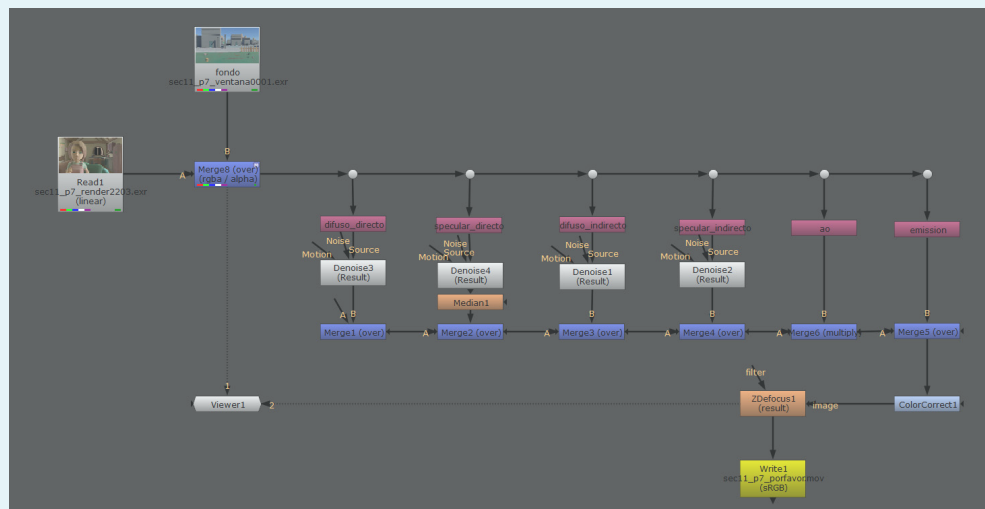 fondo
sec11_p7_ventana0001.exr
B
A
Merge8 (over)
(rgba / alpha)
Read1
sec11_p7_render2203.exr
(linear)
difuso_directo
specular_directo
difuso_indirecto
specular_indirecto
ao
emission
Noise
Source
Motion
Noise
Source
Motion
Noise
Source
Motion
Noise
Source
Motion
Denoise3
(Result)
Denoise4
(Result)
Denoise1
(Result)
Denoise2
(Result)
Median1
A B
B
B
B
B
Merge1 (over)
A
Merge2 (over)
A
Merge3 (over)
A
Merge4 (over)
A
Merge6 (multiply)
A
Merge5 (over)
filter
1
Viewer1
2
ZDefocus1
(result)
image
ColorCorrect1
Write1
sec11_p7_porfavor.mov
(sRGB)